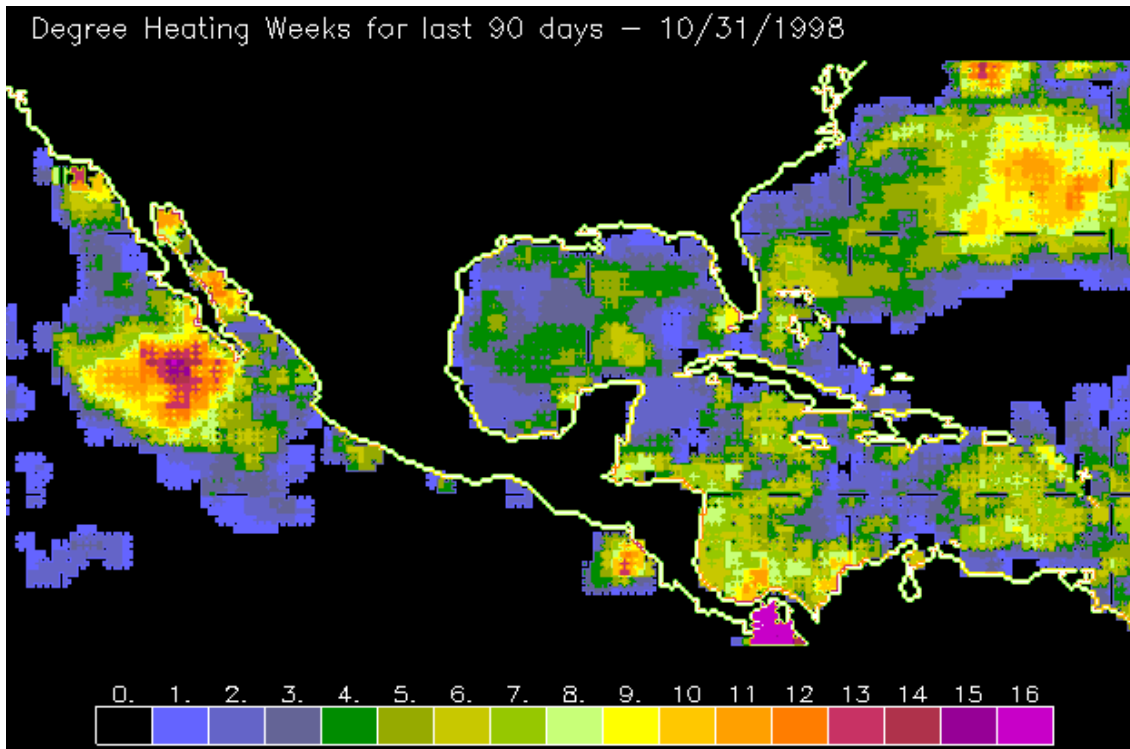 Degree Heating Weeks for last 90 days – 10/31/1998
0. 1. 2. 3. 4. 5. 6. 7. 8. 9. 10 11 12 13 14 15 16